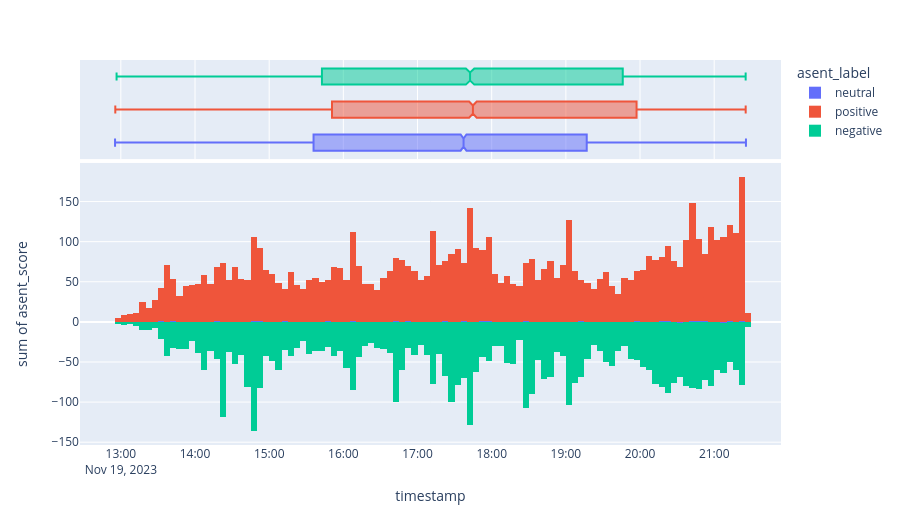 asent_label
neutral
positive
negative
sum of asent_score
150
100
50
0
−50
−100
−150
13:00 14:00 15:00 16:00 17:00 18:00 19:00 20:00 21:00
Nov 19, 2023
timestamp